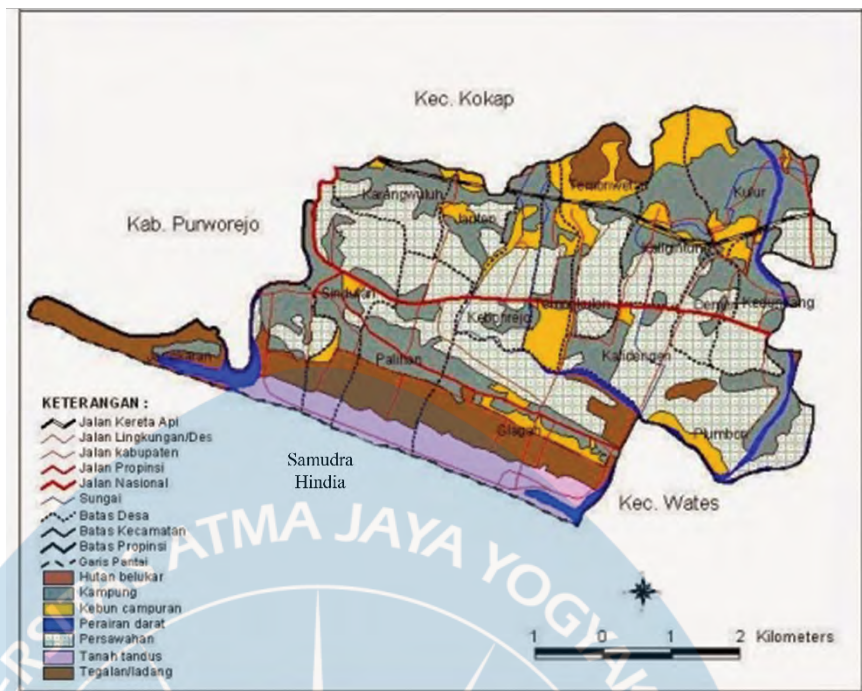 Kec. Kokap
Kab. Purworejo
Temonwetan
Kulur
Karangwuluh
Janten
Kaligintung
Sindutan
Temonkulon
Demen
Kedundang
Kebonrejo
Jangkaran
Palihan
Kalidengen
Glagah
Plumbon
Samudra
Hindia
Kec. Wates
KETERANGAN :
Jalan Kereta Api
Jalan Lingkungan/Des
Jalan kabupaten
Jalan Propinsi
Jalan Nasional
Sungai
Batas Desa
Batas Kecamatan
Batas Propinsi
Garis Pantai
Hutan belukar
Kampung
Kebun campuran
Perairan darat
Persawahan
Tanah tandus
Tegalan/ladang
1 0 1 2 Kilometers
ATMA JAYA